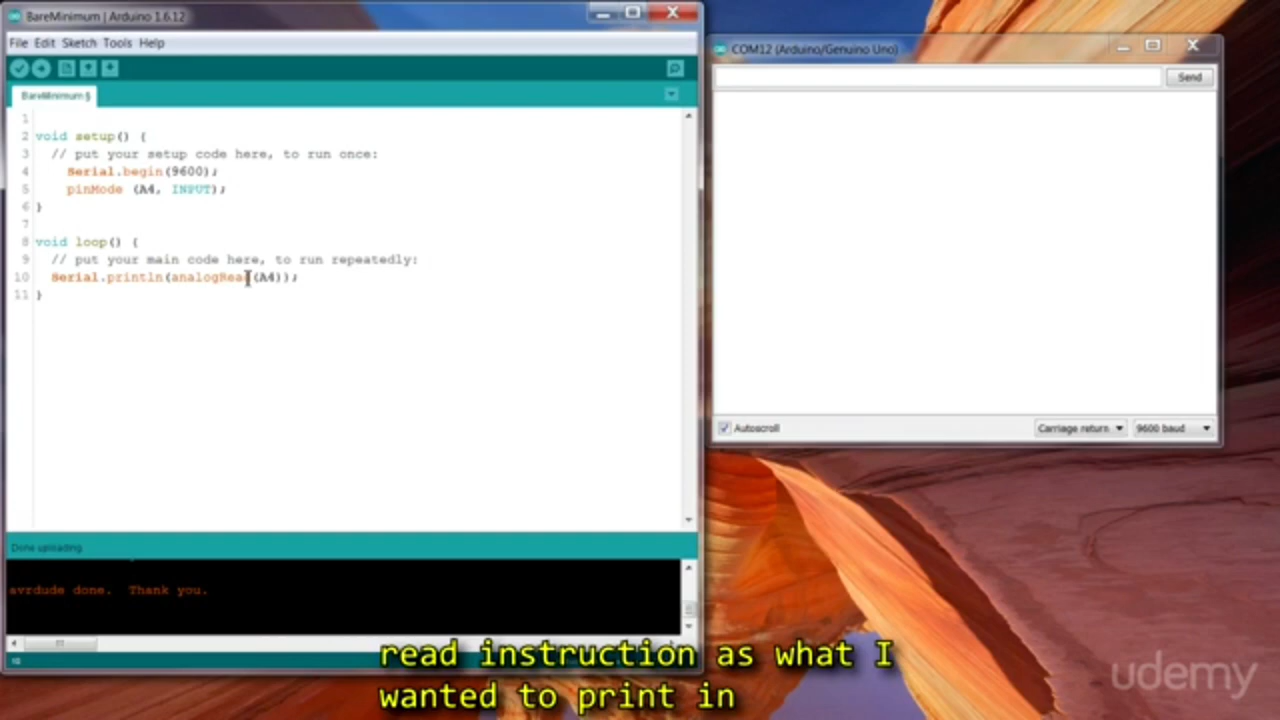 BareMinimum | Arduino 1.6.12
File Edit Sketch Tools Help
BareMinimum §
1
2 void setup() {
3 // put your setup code here, to run once:
4 Serial.begin(9600);
5 pinMode (A4, INPUT);
6 }
7
8 void loop() {
9 // put your main code here, to run repeatedly:
10 Serial.println(analogRead(A4));
11 }
Done uploading.
avrdude done. Thank you.
COM12 (Arduino/Genuino Uno)
Send
Autoscroll
Carriage return
9600 baud
read instruction as what I
wanted to print in
udemy